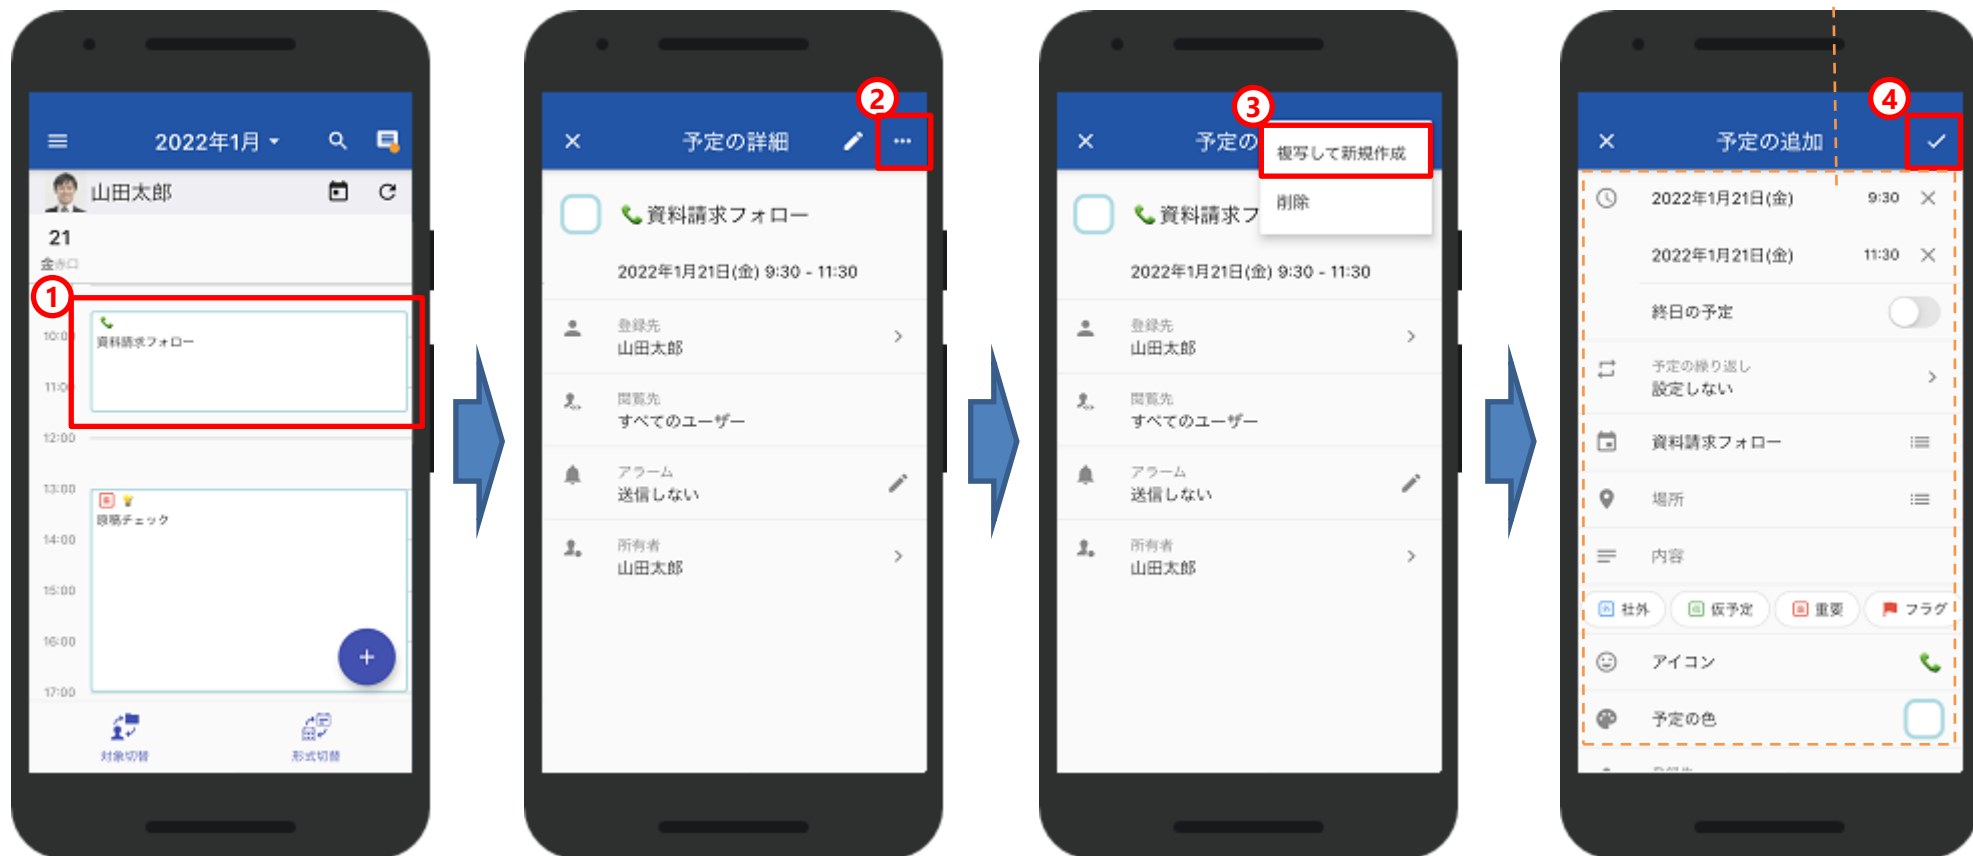 2022年1月
山田太郎
21
金赤口
①
10:00
資料請求フォロー
11:00
12:00
13:00
原稿チェック
14:00
15:00
16:00
17:00
+
対象切替
形式切替
②
予定の詳細
資料請求フォロー
2022年1月21日(金) 9:30 - 11:30
登録先
山田太郎
閲覧先
すべてのユーザー
アラーム
送信しない
所有者
山田太郎
③
予定の
複写して新規作成
削除
資料請求フ
2022年1月21日(金) 9:30 - 11:30
登録先
山田太郎
閲覧先
すべてのユーザー
アラーム
送信しない
所有者
山田太郎
④
予定の追加
2022年1月21日(金) 9:30
2022年1月21日(金) 11:30
終日の予定
予定の繰り返し
設定しない
資料請求フォロー
場所
内容
社外 仮予定 重要 フラグ
アイコン
予定の色